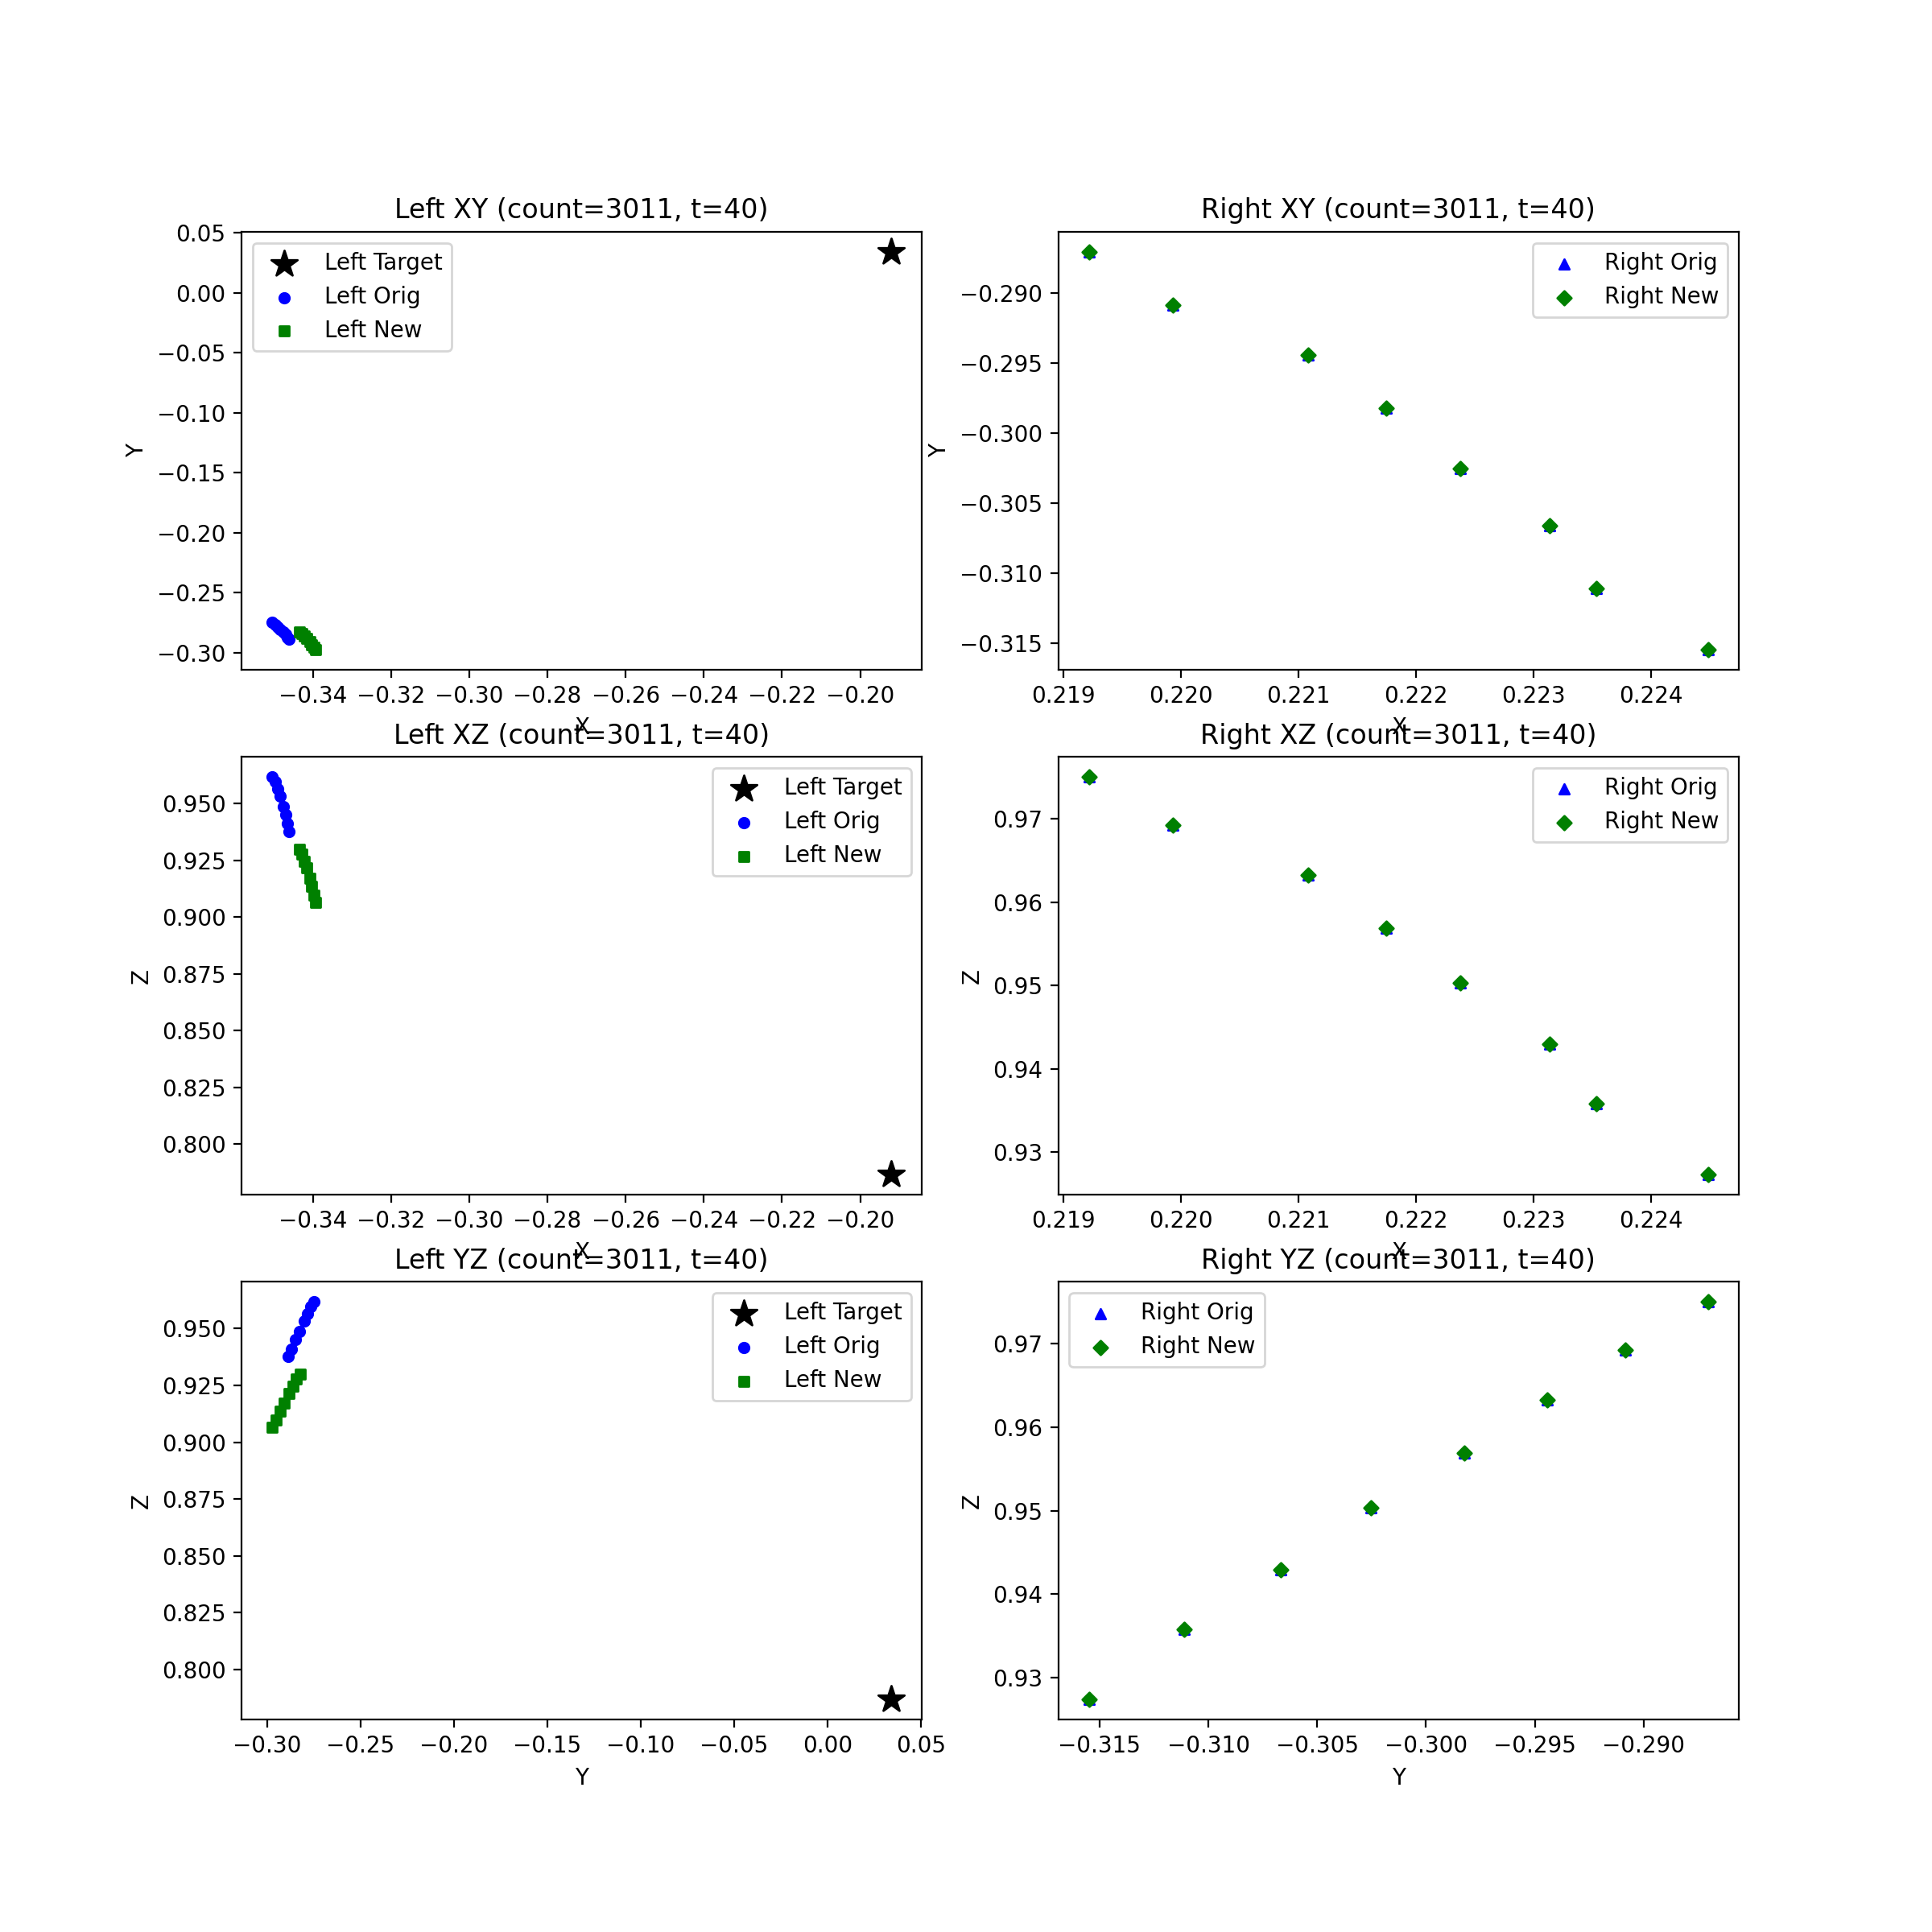 Left XY (count=3011, t=40)
0.05
0.00
−0.05
−0.10
−0.15
−0.20
−0.25
−0.30
Y
Left Target
Left Orig
Left New
−0.34 −0.32 −0.30 −0.28 −0.26 −0.24 −0.22 −0.20
X
Right XY (count=3011, t=40)
−0.290
−0.295
−0.300
−0.305
−0.310
−0.315
Y
Right Orig
Right New
0.219 0.220 0.221 0.222 0.223 0.224
X
Left XZ (count=3011, t=40)
0.950
0.925
0.900
0.875
0.850
0.825
0.800
Z
Left Target
Left Orig
Left New
−0.34 −0.32 −0.30 −0.28 −0.26 −0.24 −0.22 −0.20
X
Right XZ (count=3011, t=40)
0.97
0.96
0.95
0.94
0.93
Z
Right Orig
Right New
0.219 0.220 0.221 0.222 0.223 0.224
X
Left YZ (count=3011, t=40)
0.950
0.925
0.900
0.875
0.850
0.825
0.800
Z
Left Target
Left Orig
Left New
−0.30 −0.25 −0.20 −0.15 −0.10 −0.05 0.00 0.05
Y
Right YZ (count=3011, t=40)
0.97
0.96
0.95
0.94
0.93
Z
Right Orig
Right New
−0.315 −0.310 −0.305 −0.300 −0.295 −0.290
Y